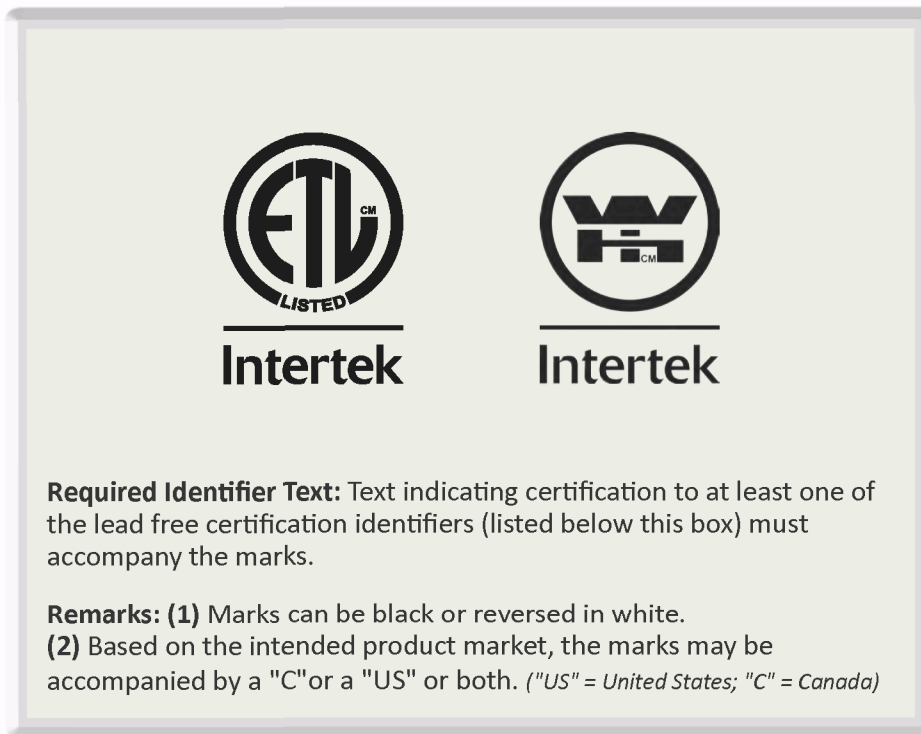 ETL CM
LISTED
Intertek
WH CM
Intertek
Required Identifier Text: Text indicating certification to at least one of
the lead free certification identifiers (listed below this box) must
accompany the marks.
Remarks: (1) Marks can be black or reversed in white.
(2) Based on the intended product market, the marks may be
accompanied by a "C"or a "US" or both. ("US" = United States; "C" = Canada)